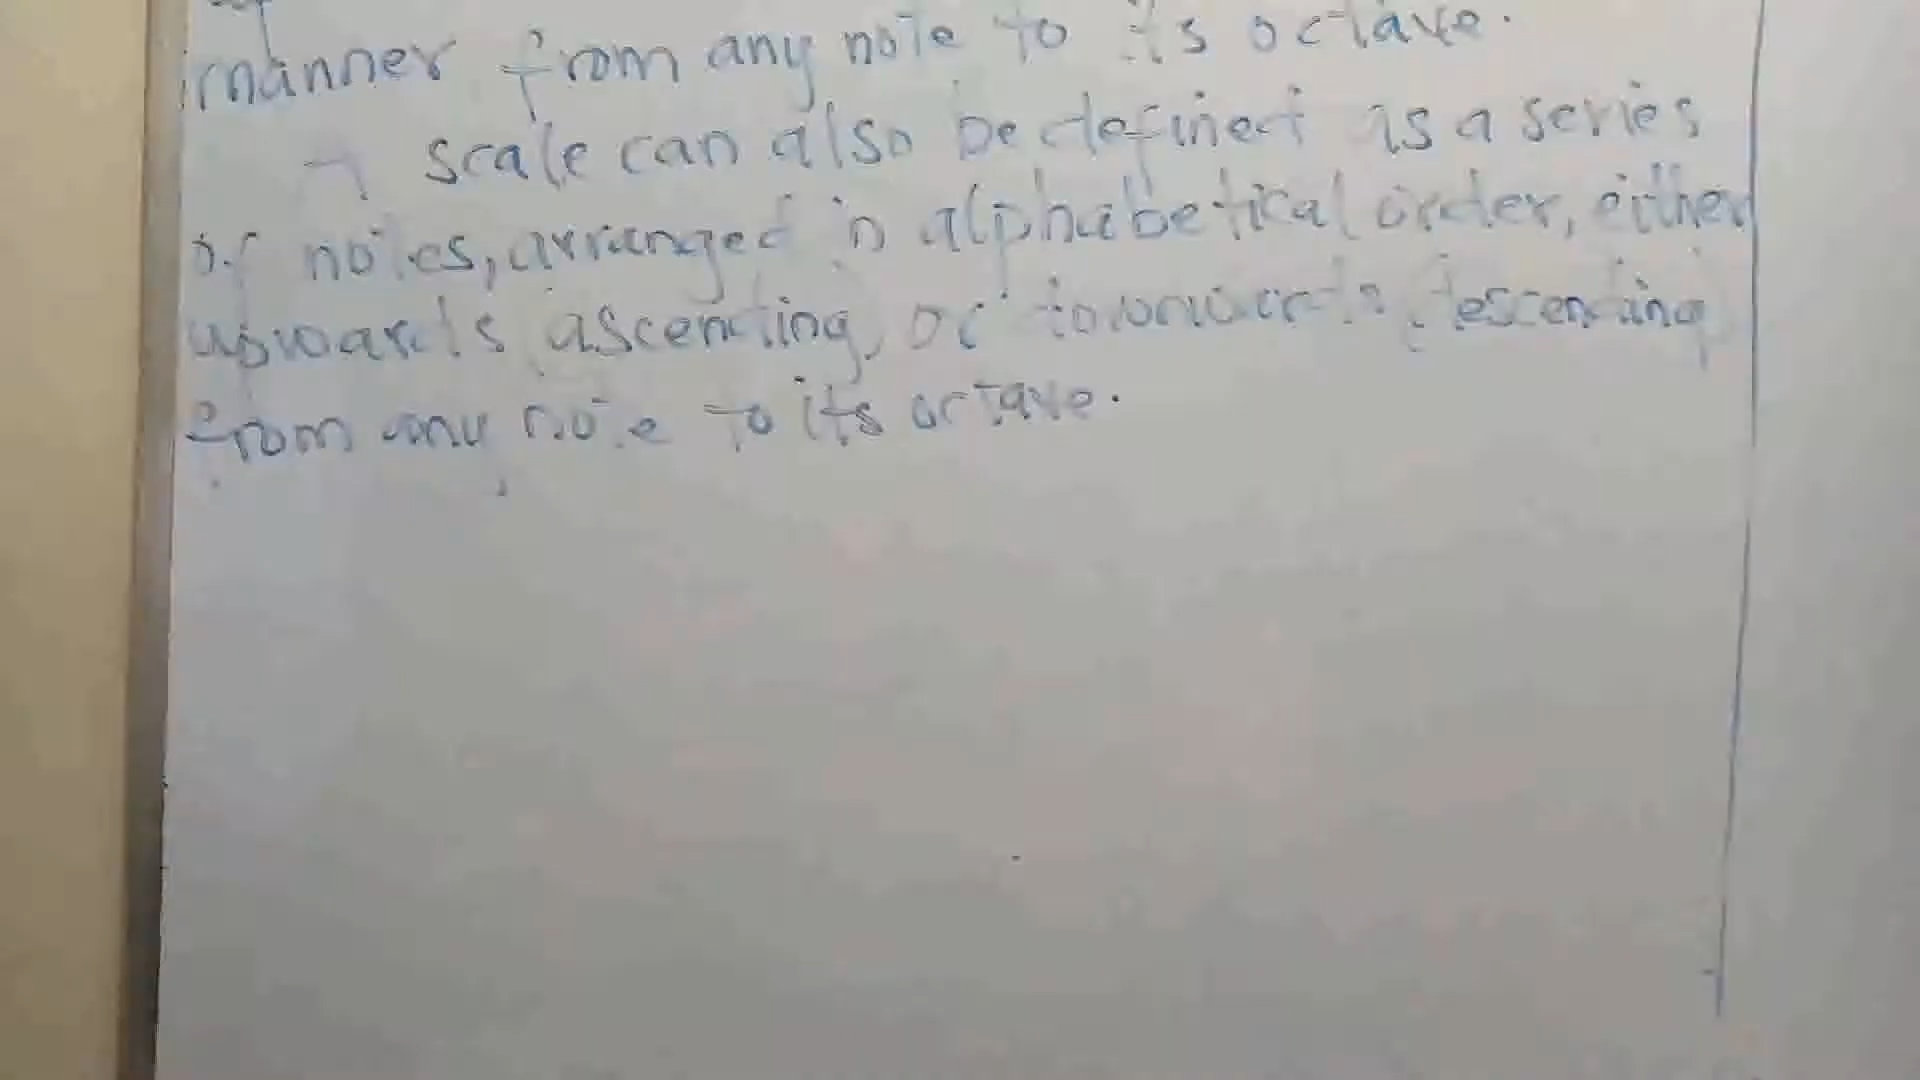 manner from any note to its octave.
A scale can also be defined as a series
of notes, arranged in alphabetical order, either
upwards (ascending) or downwards (descending)
from any note to its octave.